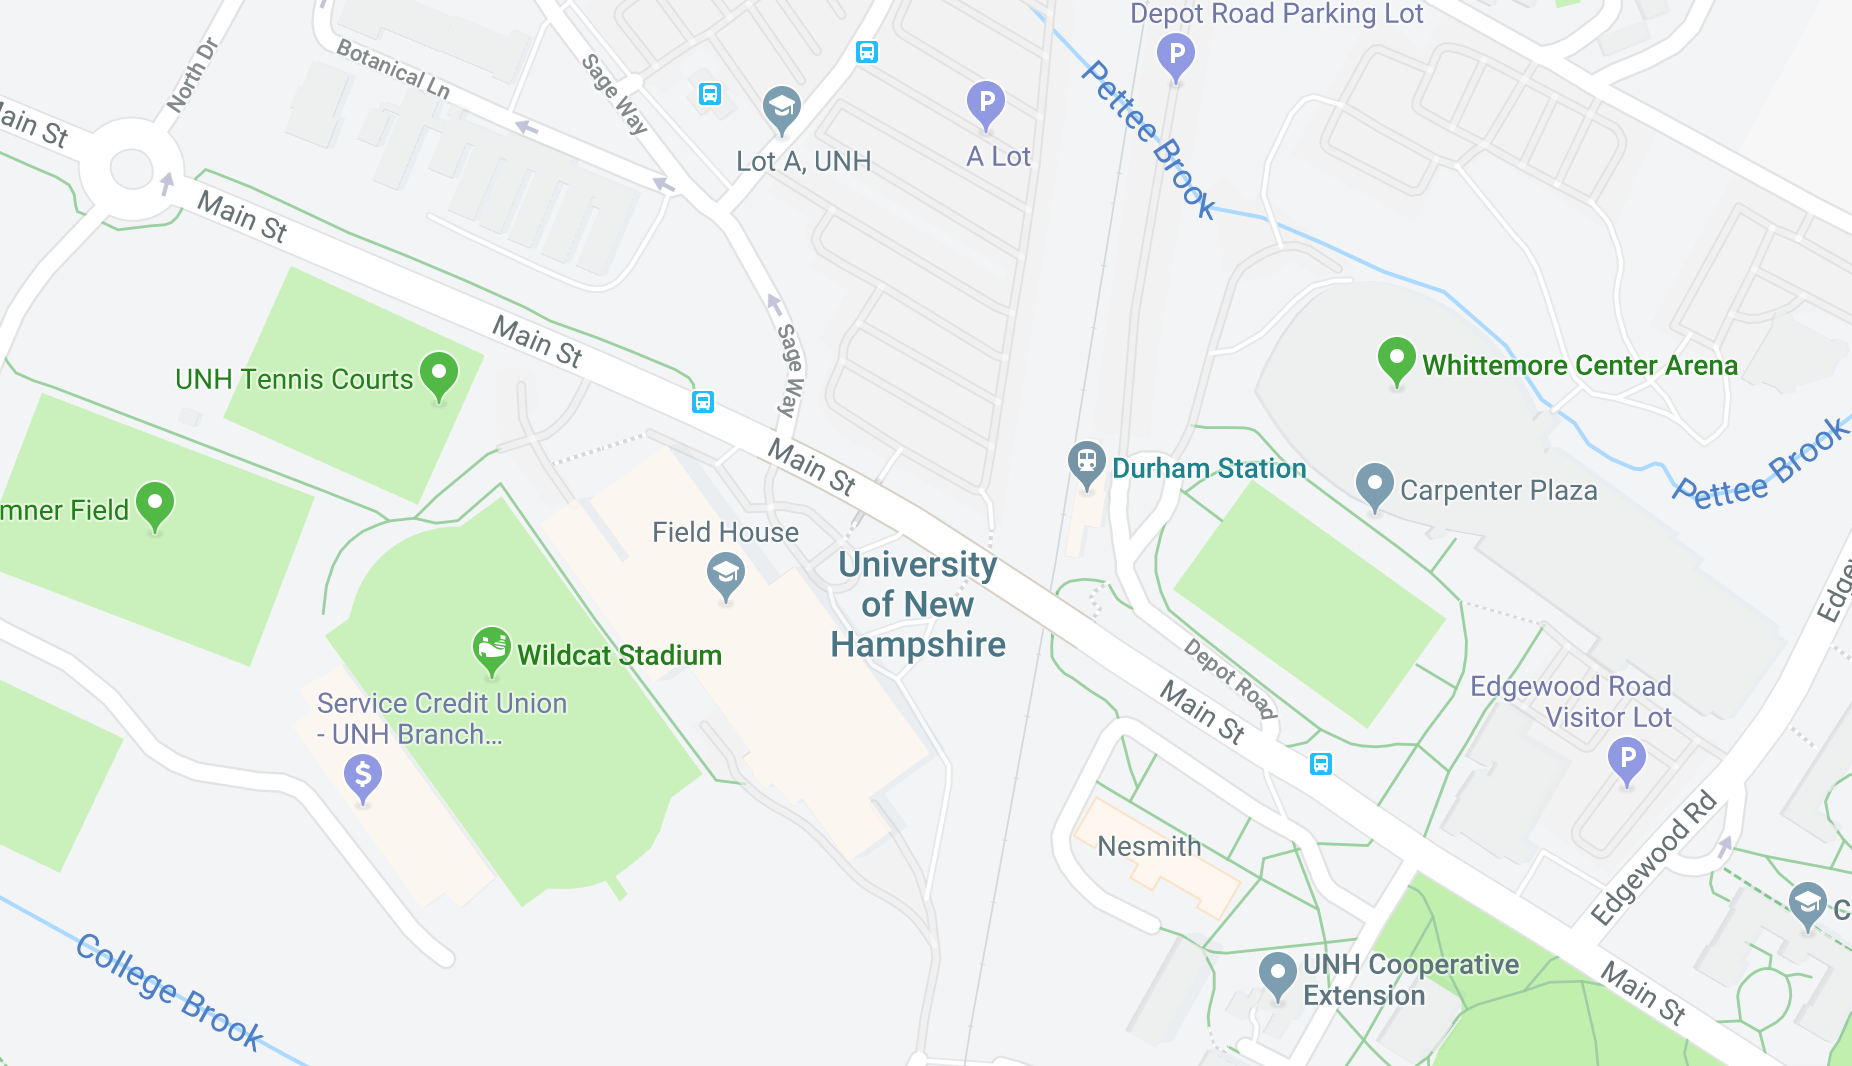 Depot Road Parking Lot
North Dr
Botanical Ln
Sage Way
Pettee Brook
Main St
Lot A, UNH
A Lot
Main St
Main St
Sage Way
UNH Tennis Courts
Whittemore Center Arena
Main St
Durham Station
Carpenter Plaza
Pettee Brook
mner Field
Field House
University
of New
Hampshire
Edgew
Wildcat Stadium
Service Credit Union
- UNH Branch...
Depot Road
Main St
Edgewood Road
Visitor Lot
Nesmith
Edgewood Rd
C
College Brook
UNH Cooperative
Extension
Main St